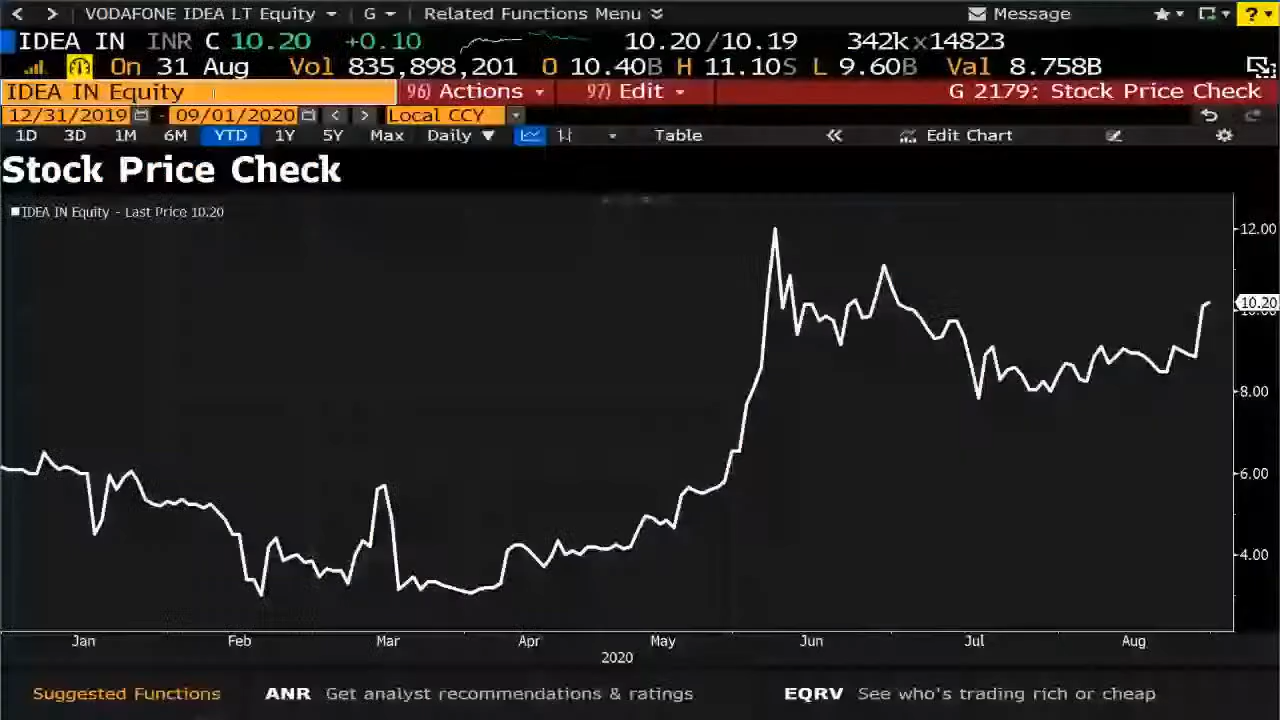 VODAFONE IDEA LT Equity G Related Functions Menu Message ?
IDEA IN INR C 10.20 +0.10 10.20/10.19 342k×14823
On 31 Aug Vol 835,898,201 O 10.40B H 11.10S L 9.60B Val 8.758B
IDEA IN Equity 96) Actions 97) Edit G 2179: Stock Price Check
12/31/2019 - 09/01/2020 Local CCY
1D 3D 1M 6M YTD 1Y 5Y Max Daily Table Edit Chart
Stock Price Check
IDEA IN Equity - Last Price 10.20
12.00
10.20
10.00
8.00
6.00
4.00
Jan Feb Mar Apr May Jun Jul Aug
2020
Suggested Functions ANR Get analyst recommendations & ratings EQRV See who's trading rich or cheap